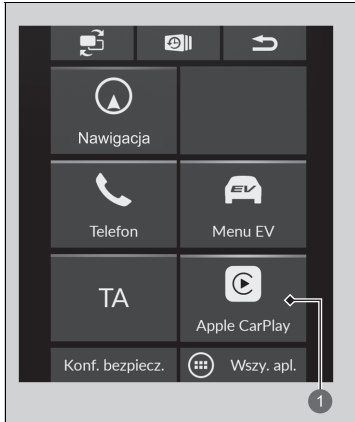 Nawigacja
Telefon
Menu EV
EV
TA
Apple CarPlay
Konf. bezpiecz.
Wszy. apl.
1